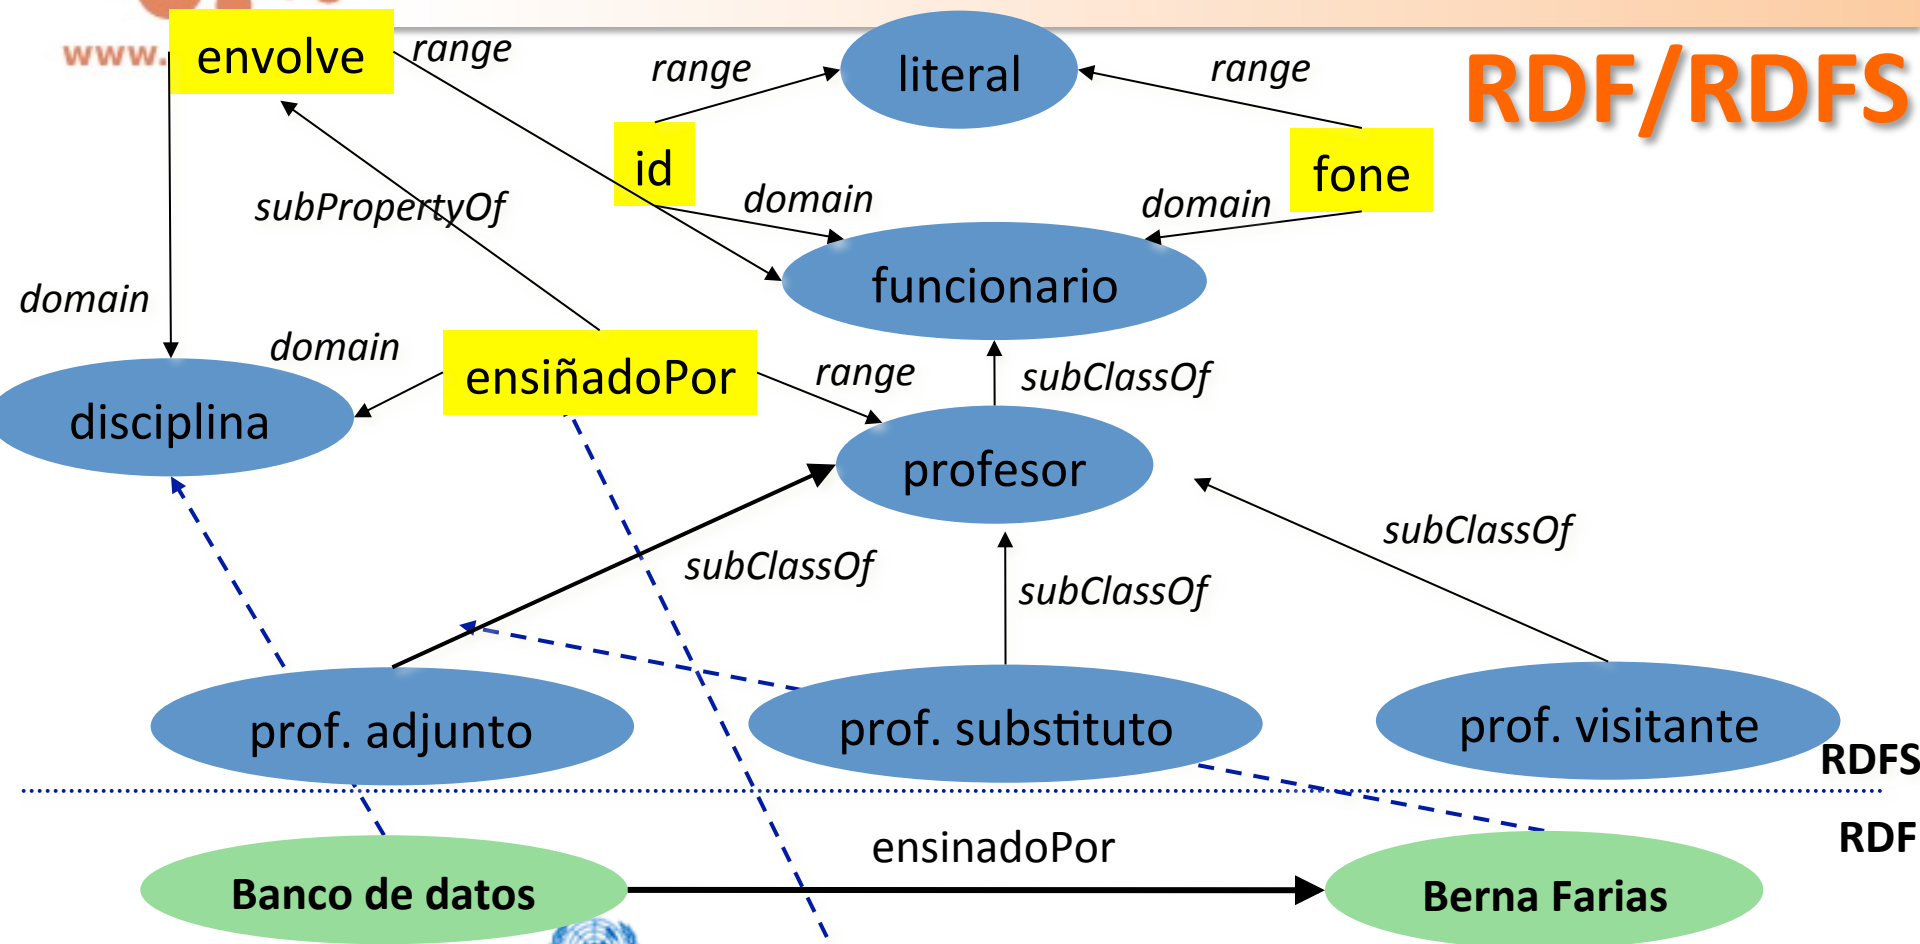 www.
envolve
range
range
literal
range
RDF/RDFS
id
fone
subPropertyOf
domain
domain
funcionario
domain
domain
ensiñadoPor
range
subClassOf
disciplina
profesor
subClassOf
subClassOf
subClassOf
prof. adjunto
prof. substituto
prof. visitante
RDFS
RDF
ensinadoPor
Banco de datos
Berna Farias